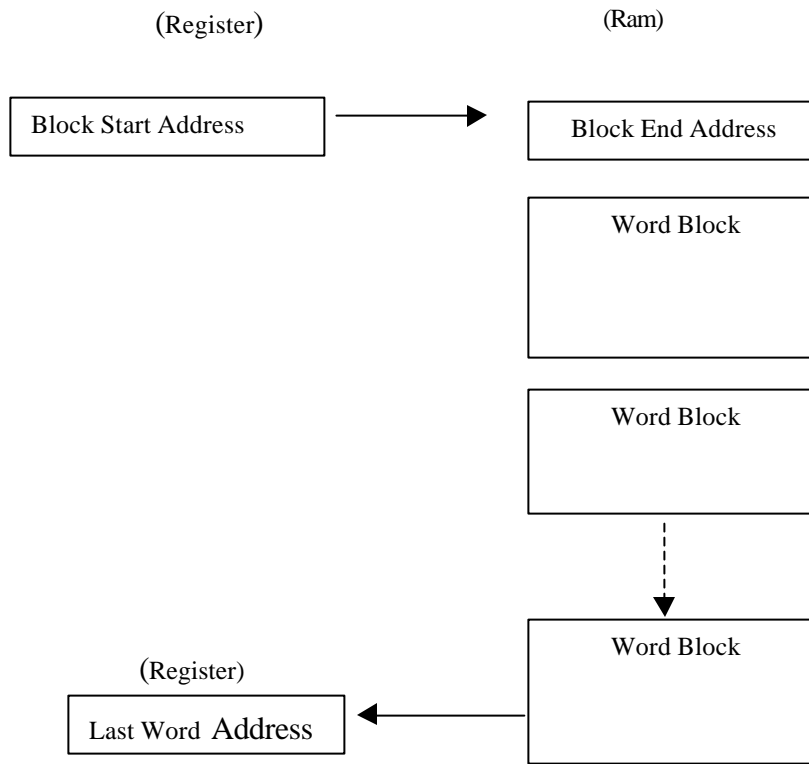 (Register)
(Ram)
Block Start Address
Block End Address
Word Block
Word Block
Word Block
(Register)
Last Word Address